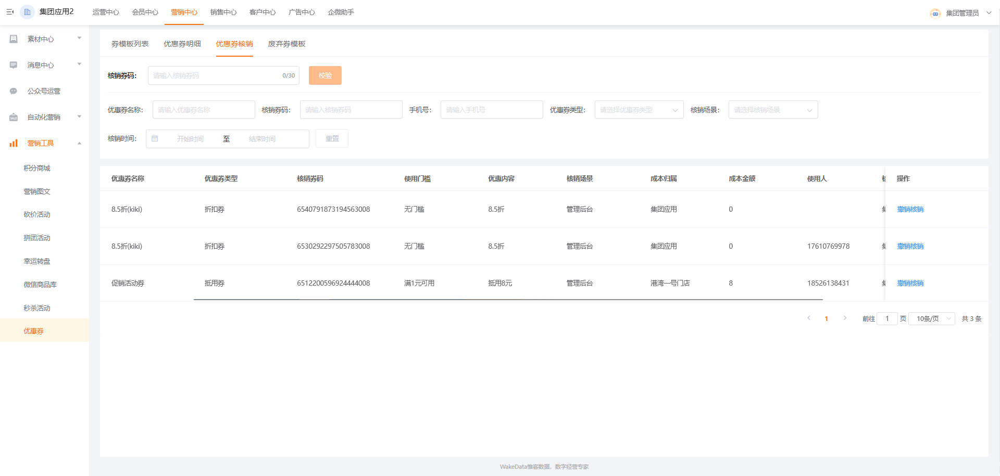 集团应用2 运营中心 会员中心 营销中心 销售中心 客户中心 广告中心 企微助手 集团管理员
素材中心
消息中心
公众号运营
自动化营销
营销工具
积分商城
营销图文
砍价活动
拼团活动
幸运转盘
微信商品库
秒杀活动
优惠券
券模板列表 优惠券明细 优惠券核销 废弃券模板
核销券码： 请输入核销券码 0/30 校验
优惠券名称： 请输入优惠券名称 核销券码： 请输入核销券码 手机号： 请输入手机号 优惠券类型： 请选择优惠券类型 核销场景： 请选择核销场景
核销时间： 开始时间 至 结束时间 重置
优惠券名称 优惠券类型 核销券码 使用门槛 优惠内容 核销场景 成本归属 成本金额 使用人 操作
8.5折(kiki) 折扣券 6540791873194563008 无门槛 8.5折 管理后台 集团应用 0 撤销核销
8.5折(kiki) 折扣券 6530292297505783008 无门槛 8.5折 管理后台 集团应用 0 17610769978 撤销核销
促销活动券 抵用券 6512200596924444008 满1元可用 抵用8元 管理后台 港湾一号门店 8 18526138431 撤销核销
1 前往 1 页 10条/页 共 3 条
WakeData惟客数据，数字经营专家